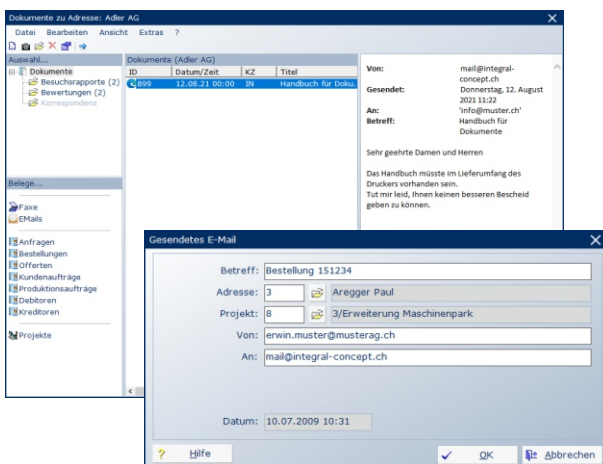 Dokumente zu Adresse: Adler AG
Datei Bearbeiten Ansicht Extras ?
Auswahl...
Dokumente
Besuchsrapporte (2)
Bewertungen (2)
Korrespondenz
Dokumente (Adler AG)
ID Datum/Zeit KZ Titel
899 12.08.21 00:00 IN Handbuch für Doku...
Von: mail@integral-
concept.ch
Gesendet: Donnerstag, 12. August
2021 11:22
An: 'info@muster.ch'
Betreff: Handbuch für
Dokumente
Sehr geehrte Damen und Herren
Das Handbuch müsste im Lieferumfang des
Druckers vorhanden sein.
Tut mir leid, Ihnen keinen besseren Bescheid
geben zu können.
Belege...
Faxe
EMails
Anfragen
Bestellungen
Offerten
Kundenaufträge
Produktionsaufträge
Debitoren
Kreditoren
Projekte
Gesendetes E-Mail
Betreff: Bestellung 151234
Adresse: 3 Aregger Paul
Projekt: 8 3/Erweiterung Maschinenpark
Von: erwin.muster@musterag.ch
An: mail@integral-concept.ch
Datum: 10.07.2009 10:31
? Hilfe OK Abbrechen